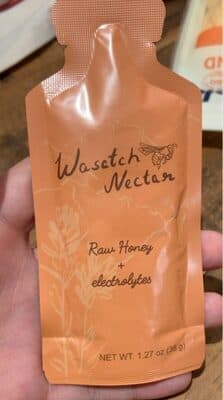 Wasatch
Nectar
Raw Honey
+
electrolytes
NET WT. 1.27 oz (36 g)